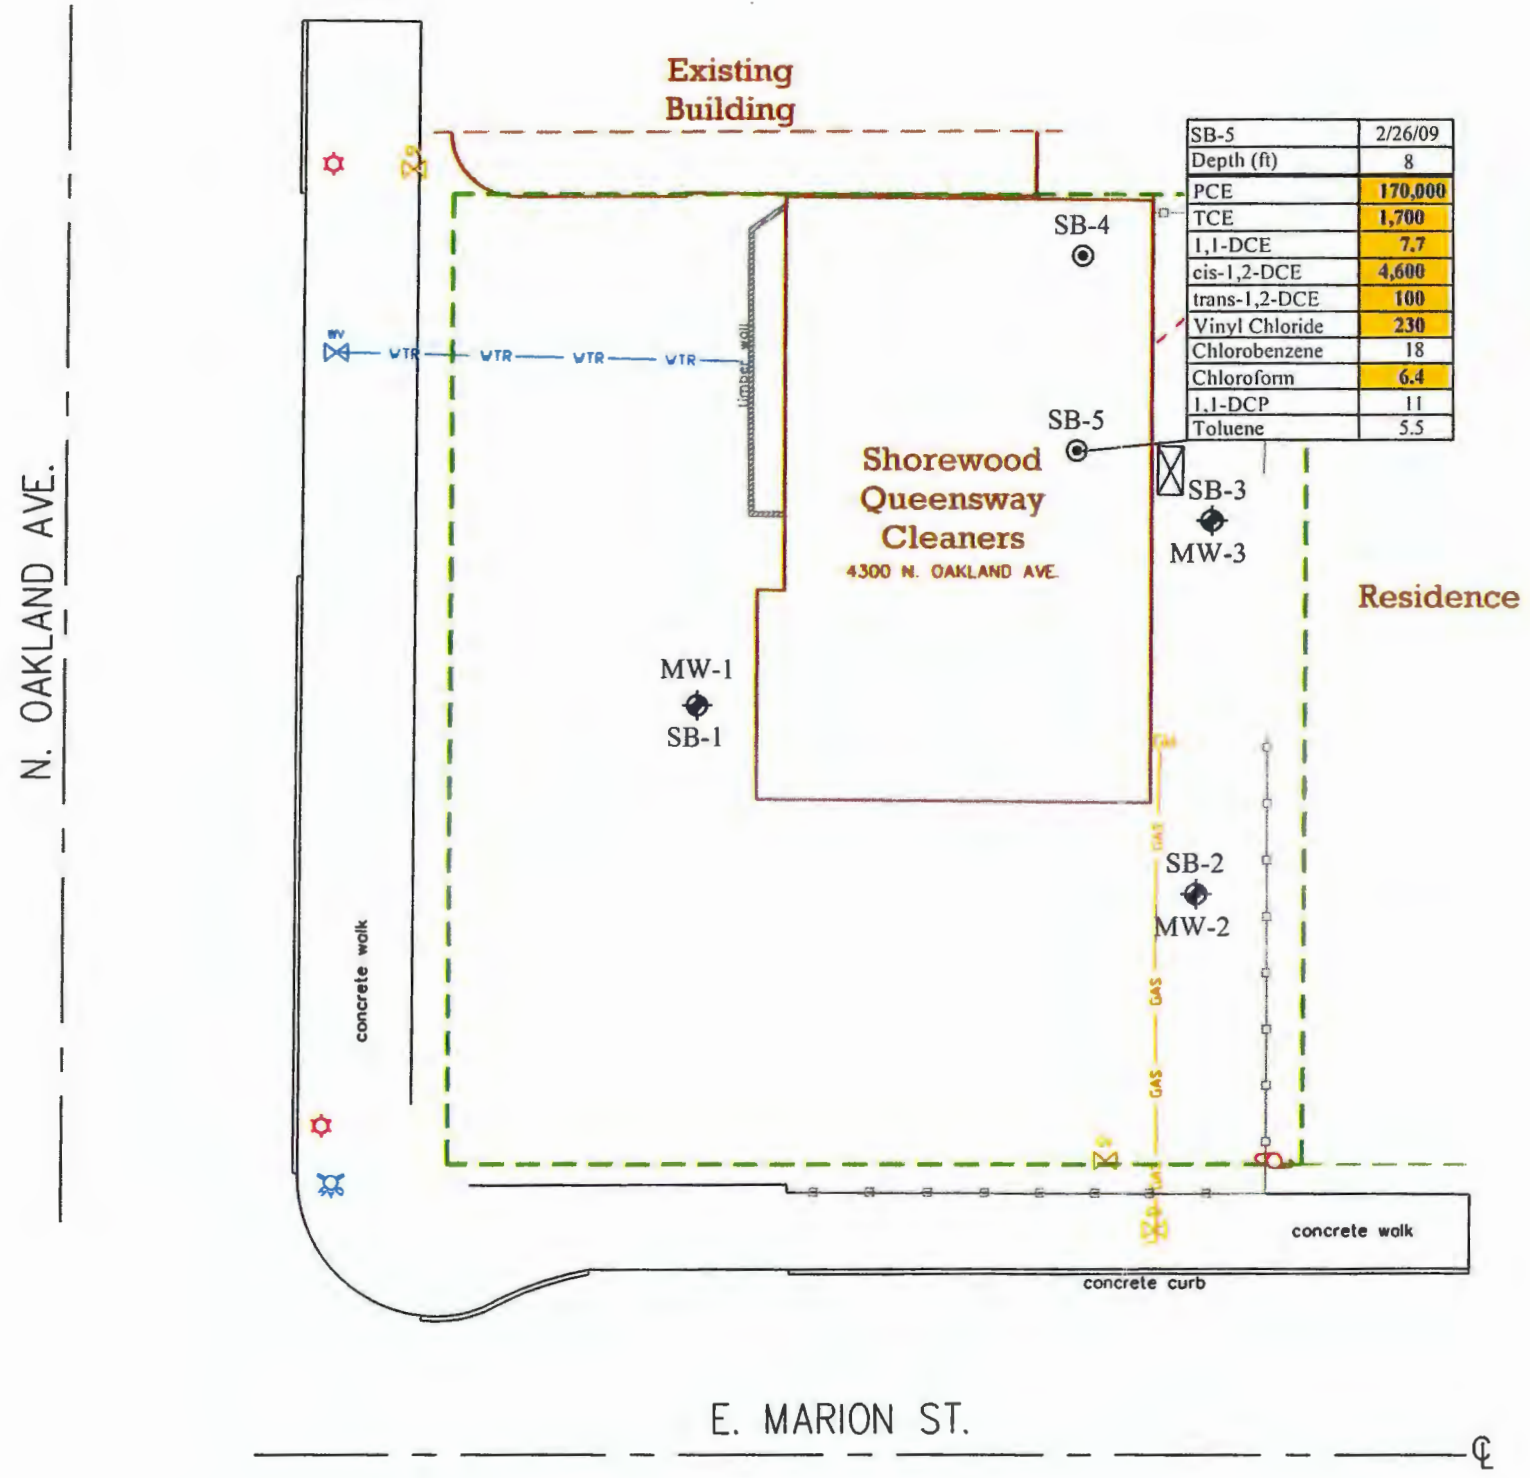 Existing
Building
SB-5 2/26/09
Depth (ft) 8
PCE 170,000
TCE 1,700
1,1-DCE 7.7
cis-1,2-DCE 4,600
trans-1,2-DCE 100
Vinyl Chloride 230
Chlorobenzene 18
Chloroform 6.4
1,1-DCP 11
Toluene 5.5
G
SB-4
WV
WTR WTR WTR WTR
timber wall
SB-5
Shorewood
Queensway
Cleaners
4300 N. OAKLAND AVE.
SB-3
MW-3
Residence
N. OAKLAND AVE.
MW-1
SB-1
GAS
SB-2
MW-2
GAS
GAS
GAS
concrete walk
concrete walk
concrete curb
E. MARION ST.
℄